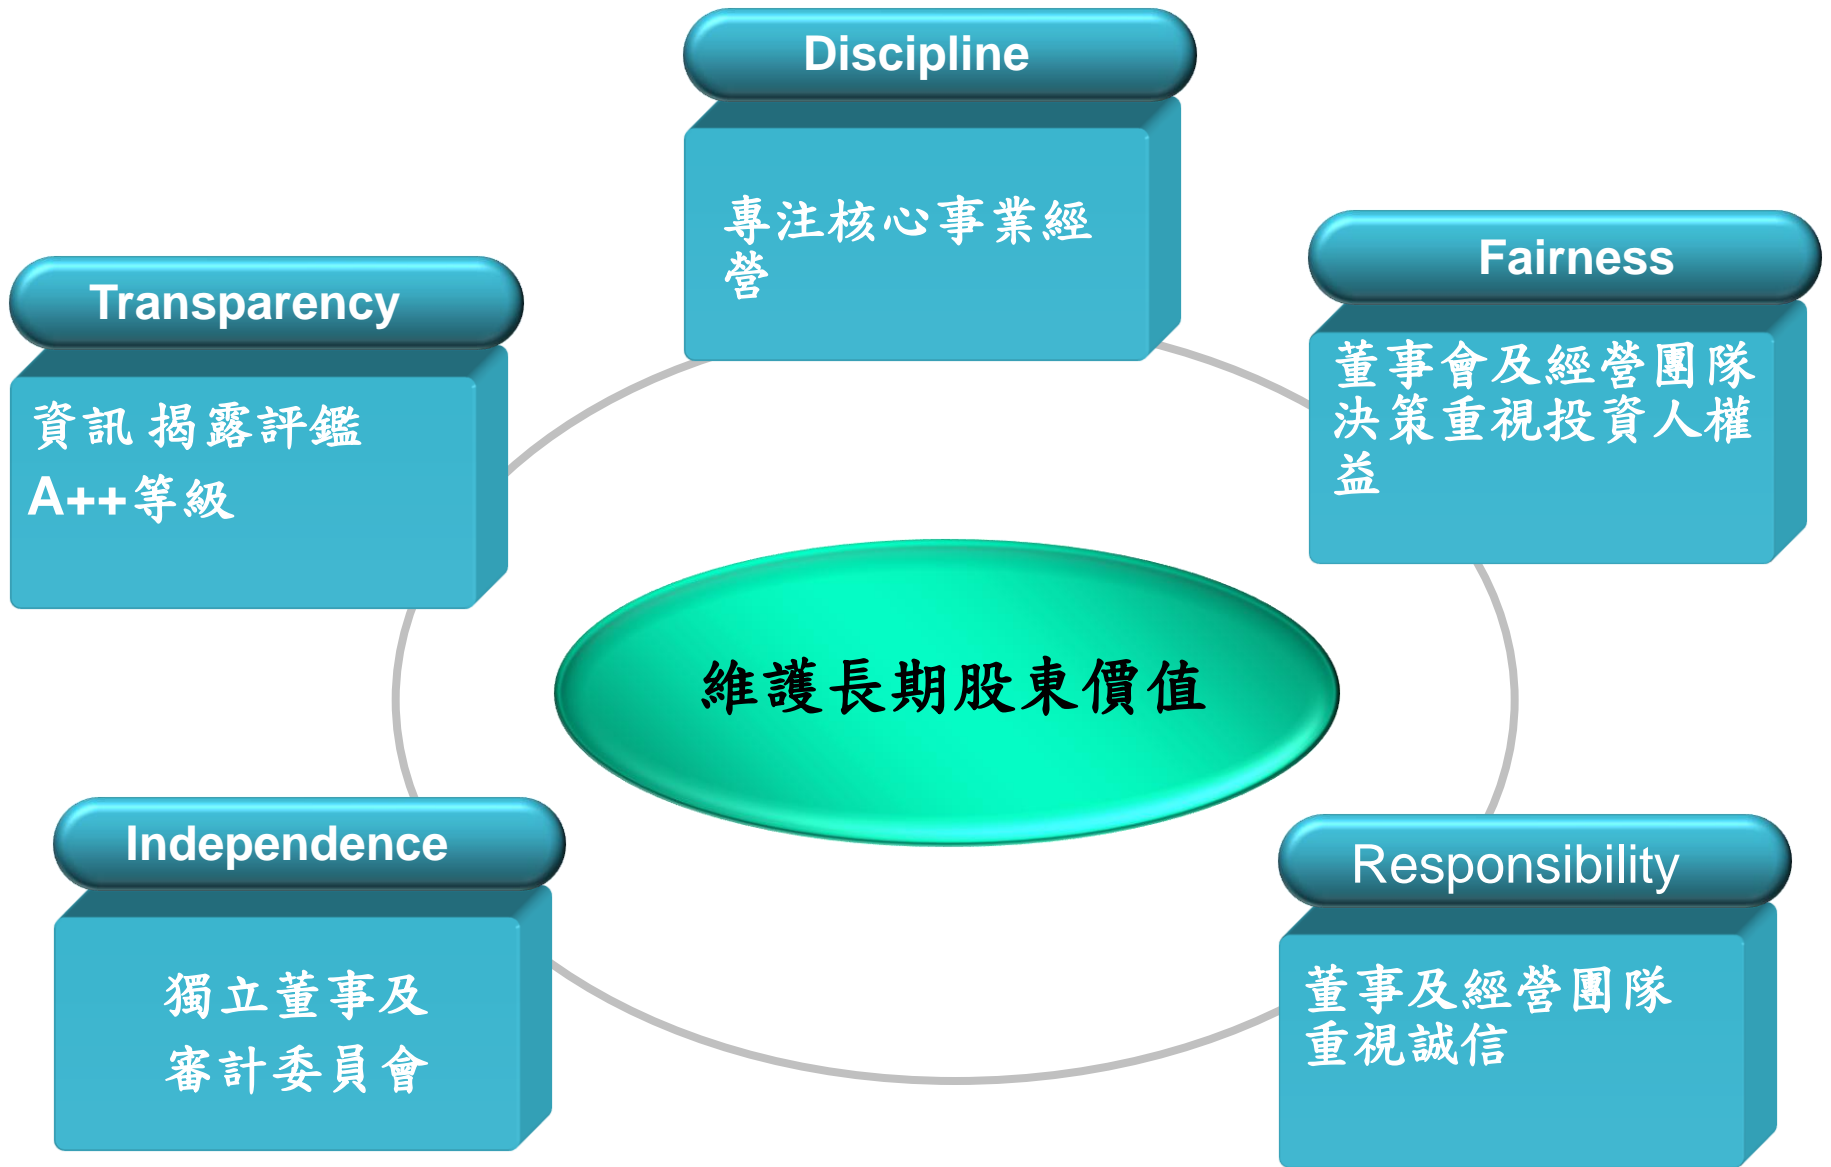 Discipline
專注核心事業經
營
Fairness
董事會及經營團隊
決策重視投資人權
益
Transparency
資訊 揭露評鑑
A++等級
維護長期股東價值
Independence
獨立董事及
審計委員會
Responsibility
董事及經營團隊
重視誠信